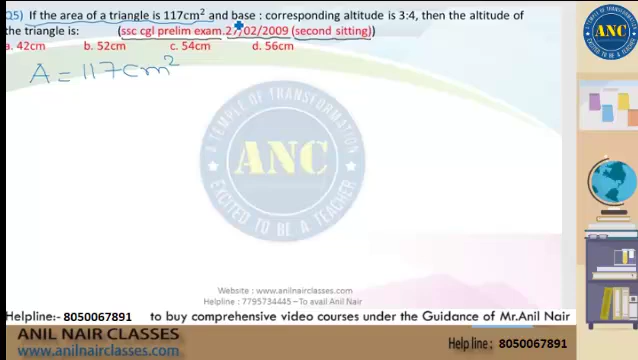 Q5) If the area of a triangle is 117cm² and base : corresponding altitude is 3:4, then the altitude of
the triangle is: (ssc cgl prelim exam.27/02/2009 (second sitting))
a. 42cm b. 52cm c. 54cm d. 56cm
A = 117cm²
A TEMPLE OF TRANSFORMATION
ANC
EXCITED TO BE A TEACHER
ANC
Website : www.anilnairclasses.com
Helpline : 7795734445 – To avail Anil Nair
Helpline:- 8050067891 to buy comprehensive video courses under the Guidance of Mr.Anil Nair
ANIL NAIR CLASSES
www.anilnairclasses.com
Help line; 8050067891